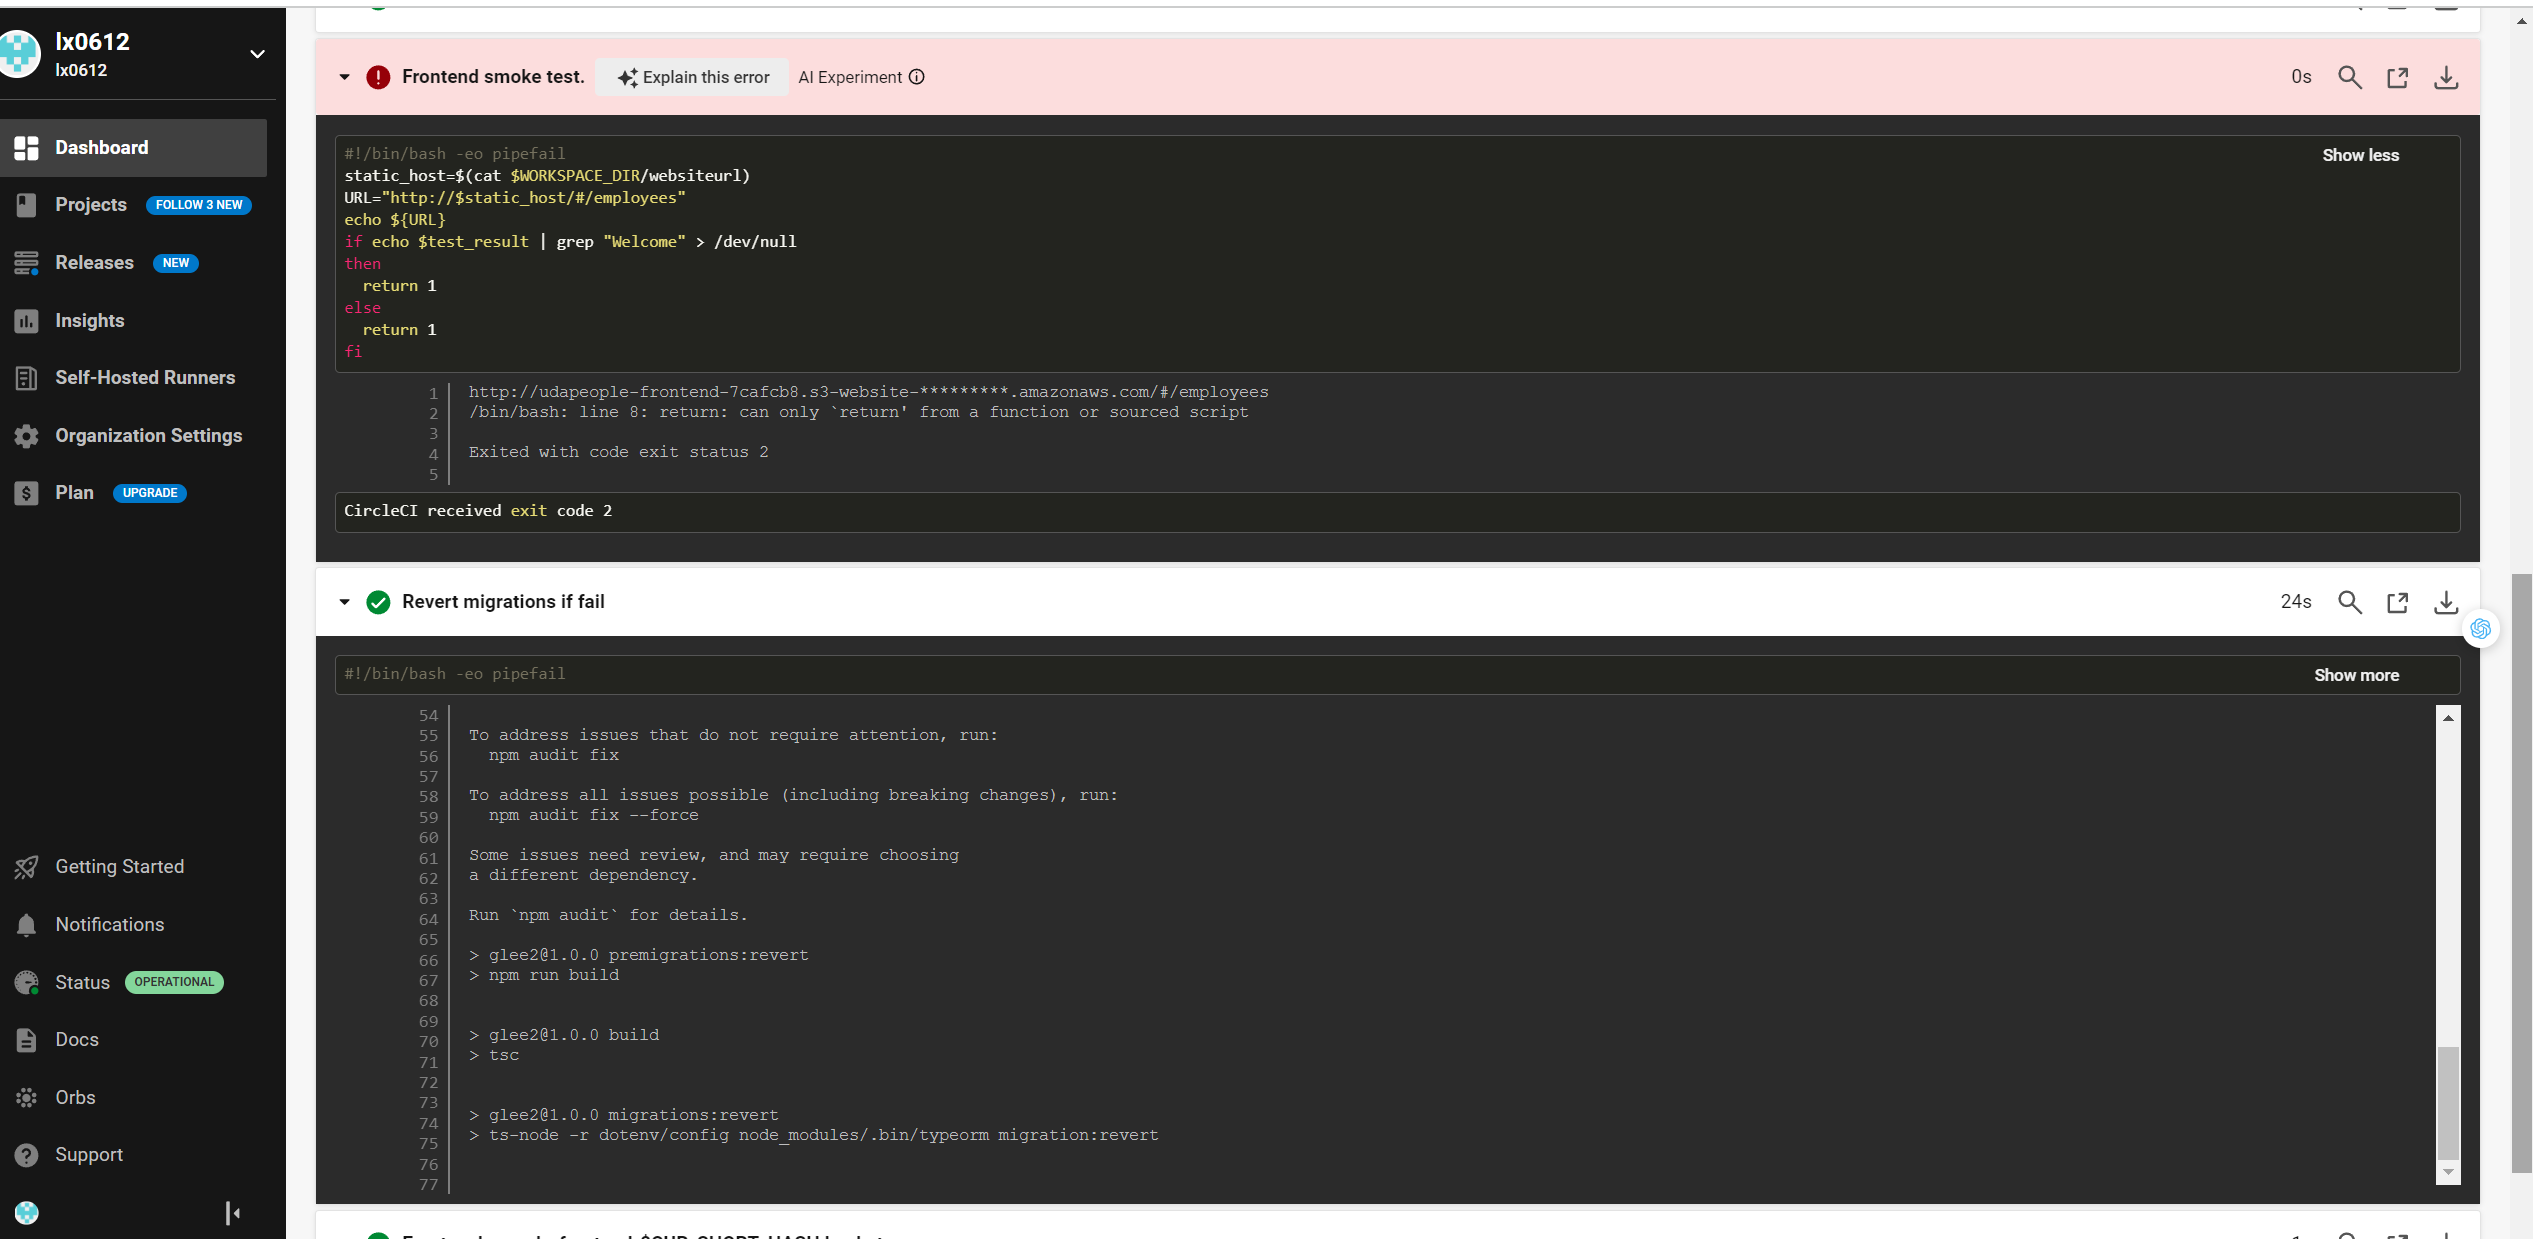 lx0612
lx0612
Dashboard
Projects FOLLOW 3 NEW
Releases NEW
Insights
Self-Hosted Runners
Organization Settings
Plan UPGRADE
Getting Started
Notifications
Status OPERATIONAL
Docs
Orbs
Support
Frontend smoke test. Explain this error AI Experiment 0s
#!/bin/bash -eo pipefail Show less
static_host=$(cat $WORKSPACE_DIR/websiteurl)
URL="http://$static_host/#/employees"
echo ${URL}
if echo $test_result | grep "Welcome" > /dev/null
then
  return 1
else
  return 1
fi
1 http://udapeople-frontend-7cafcb8.s3-website-*********.amazonaws.com/#/employees
2 /bin/bash: line 8: return: can only `return' from a function or sourced script
3
4 Exited with code exit status 2
5
CircleCI received exit code 2
Revert migrations if fail 24s
#!/bin/bash -eo pipefail Show more
54
55 To address issues that do not require attention, run:
56   npm audit fix
57
58 To address all issues possible (including breaking changes), run:
59   npm audit fix --force
60
61 Some issues need review, and may require choosing
62 a different dependency.
63
64 Run `npm audit` for details.
65
66 > glee2@1.0.0 premigrations:revert
67 > npm run build
68
69
70 > glee2@1.0.0 build
71 > tsc
72
73
74 > glee2@1.0.0 migrations:revert
75 > ts-node -r dotenv/config node_modules/.bin/typeorm migration:revert
76
77